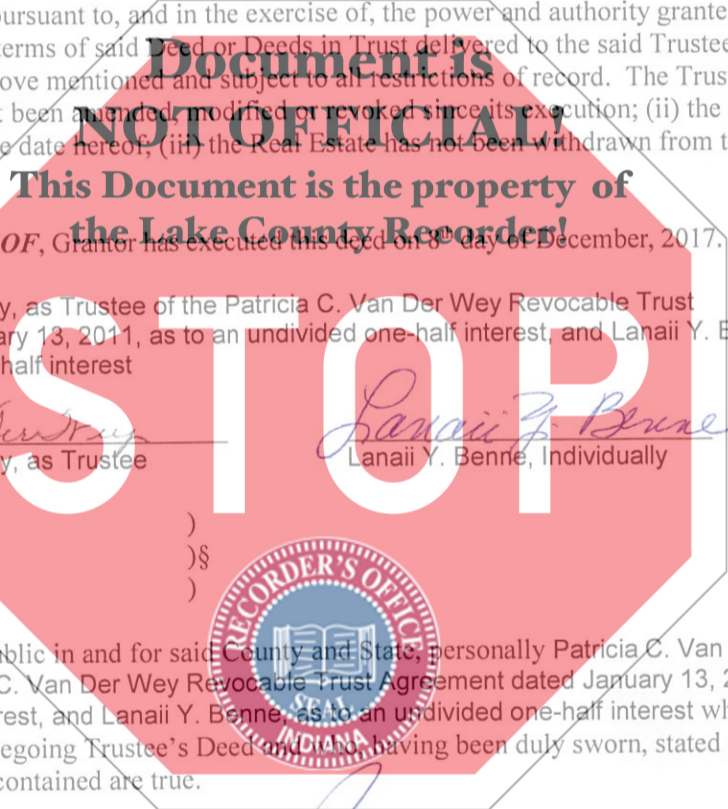 pursuant to, and in the exercise of, the power and authority grante
terms of said Deed or Deeds in Trust delivered to the said Trustee
ove mentioned and subject to all restrictions of record. The Trus
t been amended, modified or revoked since its execution; (ii) the
e date hereof; (iii) the Real Estate has not been withdrawn from t
Document is
NOT OFFICIAL!
This Document is the property of
the Lake County Recorder!
OF, Grantor has executed this deed on 8th day of December, 2017.
y, as Trustee of the Patricia C. Van Der Wey Revocable Trust
ary 13, 2011, as to an undivided one-half interest, and Lanaii Y. B
half interest
STOP
Lanaii Y. Benne
y, as Trustee
Lanaii Y. Benne, Individually
)
)§
)
blic in and for said County and State, personally Patricia C. Van
C. Van Der Wey Revocable Trust Agreement dated January 13, 2
rest, and Lanaii Y. Benne, as to an undivided one-half interest wh
egoing Trustee's Deed and who, having been duly sworn, stated
contained are true.
RECORDER'S OFFICE
SEAL
INDIANA